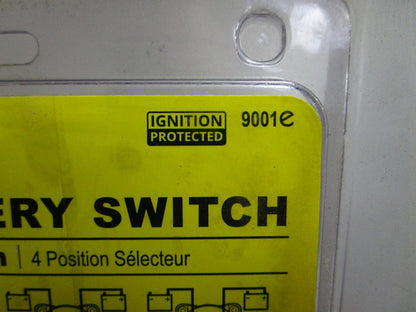 IGNITION
PROTECTED
9001e
ERY SWITCH
4 Position Sélecteur